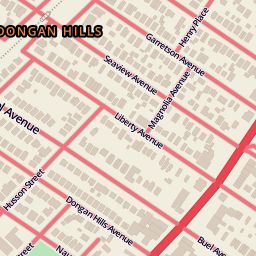 DONGAN HILLS
Henry Place
Garretson Avenue
Seaview Avenue
Magnolia Avenue
Liberty Avenue
Avenue
Husson Street
Dongan Hills Avenue
Buel Avenue